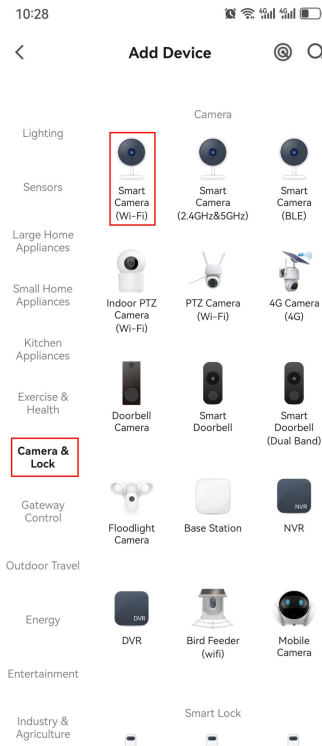 10:28
4G 4G
Add Device
Camera
Lighting
Sensors
Large Home
Appliances
Small Home
Appliances
Kitchen
Appliances
Exercise &
Health
Camera &
Lock
Gateway
Control
Outdoor Travel
Energy
Entertainment
Industry &
Agriculture
Smart
Camera
(Wi-Fi)
Smart
Camera
(2.4GHz&5GHz)
Smart
Camera
(BLE)
Indoor PTZ
Camera
(Wi-Fi)
PTZ Camera
(Wi-Fi)
4G Camera
(4G)
Doorbell
Camera
Smart
Doorbell
Smart
Doorbell
(Dual Band)
Floodlight
Camera
Base Station
NVR
NVR
DVR
DVR
Bird Feeder
(wifi)
Mobile
Camera
Smart Lock